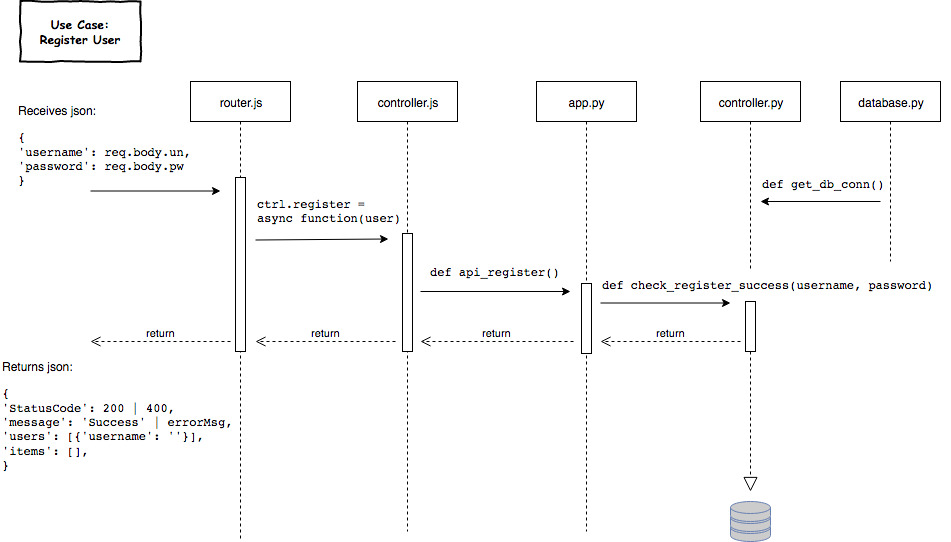 Use Case:
Register User
router.js
controller.js
app.py
controller.py
database.py
Receives json:
{
'username': req.body.un,
'password': req.body.pw
}
def get_db_conn()
ctrl.register =
async function(user)
def api_register()
def check_register_success(username, password)
return
return
return
return
Returns json:
{
'StatusCode': 200 | 400,
'message': 'Success' | errorMsg,
'users': [{'username': ''}],
'items': [],
}